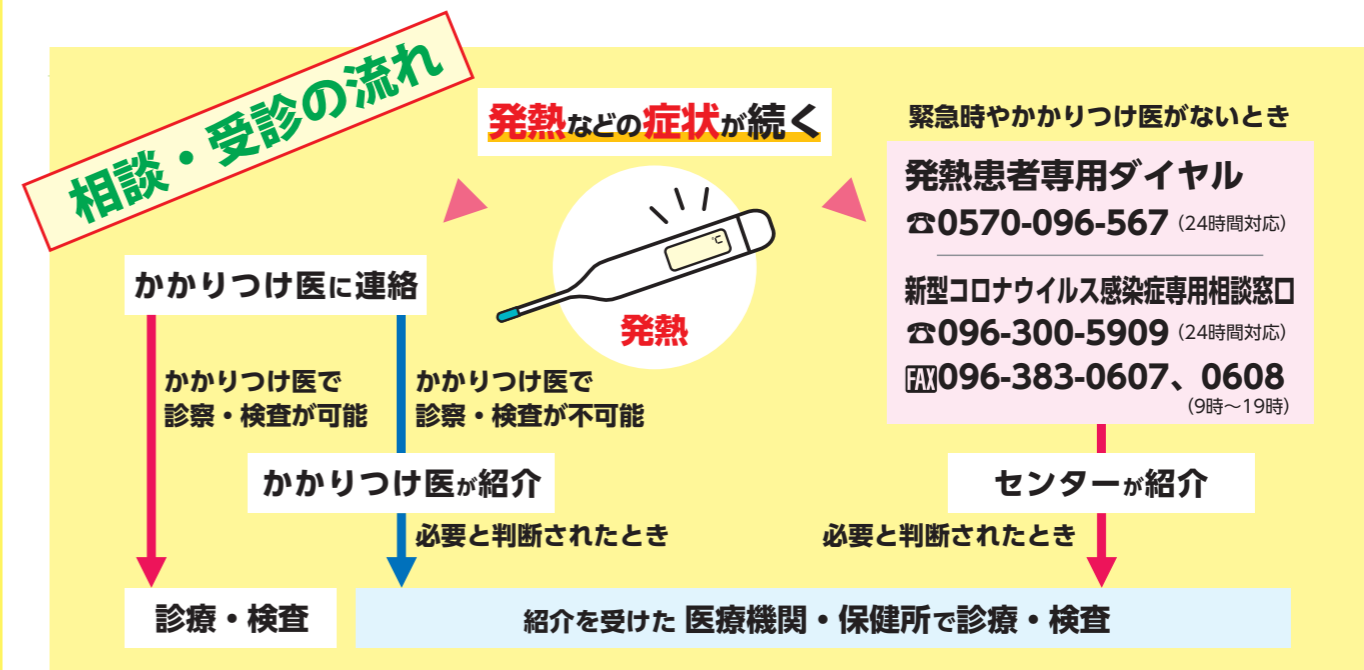 相談・受診の流れ
発熱などの症状が続く
℃
発熱
かかりつけ医に連絡
かかりつけ医で
診察・検査が可能
かかりつけ医で
診察・検査が不可能
かかりつけ医が紹介
必要と判断されたとき
診療・検査
緊急時やかかりつけ医がないとき
発熱患者専用ダイヤル
☎0570-096-567（24時間対応）
新型コロナウイルス感染症専用相談窓口
☎096-300-5909（24時間対応）
FAX096-383-0607、0608
（9時～19時）
センターが紹介
必要と判断されたとき
紹介を受けた 医療機関・保健所で診療・検査